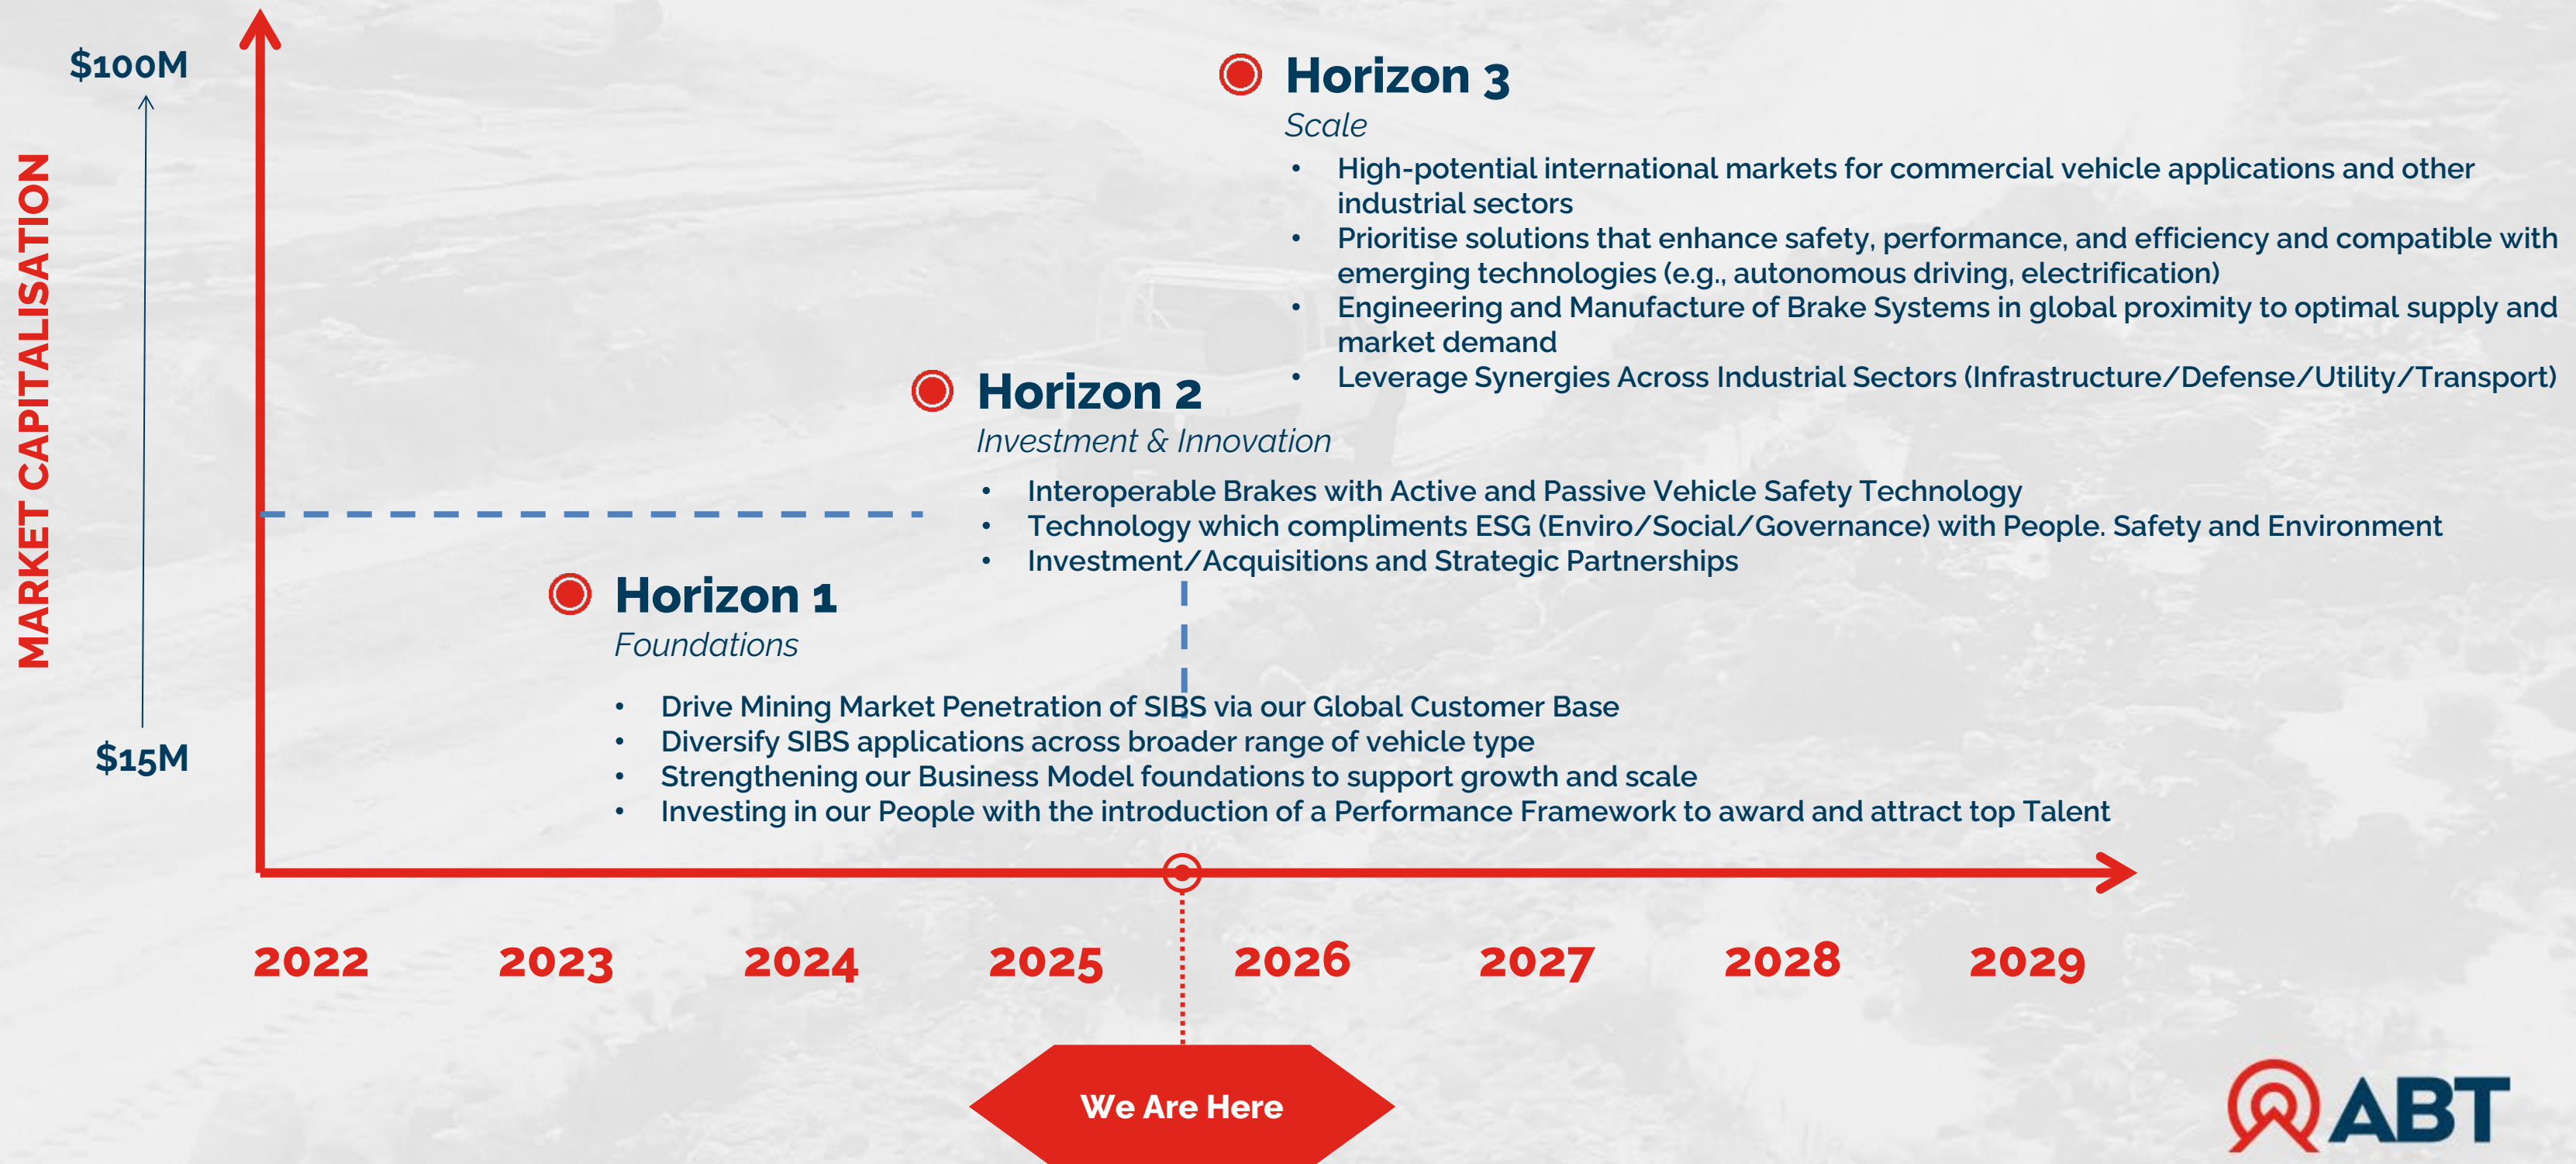 $100M
MARKET CAPITALISATION
$15M
Horizon 3
Scale
• High-potential international markets for commercial vehicle applications and other
industrial sectors
• Prioritise solutions that enhance safety, performance, and efficiency and compatible with
emerging technologies (e.g., autonomous driving, electrification)
• Engineering and Manufacture of Brake Systems in global proximity to optimal supply and
market demand
• Leverage Synergies Across Industrial Sectors (Infrastructure/Defense/Utility/Transport)
Horizon 2
Investment & Innovation
• Interoperable Brakes with Active and Passive Vehicle Safety Technology
• Technology which compliments ESG (Enviro/Social/Governance) with People. Safety and Environment
• Investment/Acquisitions and Strategic Partnerships
Horizon 1
Foundations
• Drive Mining Market Penetration of SIBS via our Global Customer Base
• Diversify SIBS applications across broader range of vehicle type
• Strengthening our Business Model foundations to support growth and scale
• Investing in our People with the introduction of a Performance Framework to award and attract top Talent
2022 2023 2024 2025 2026 2027 2028 2029
We Are Here
ABT